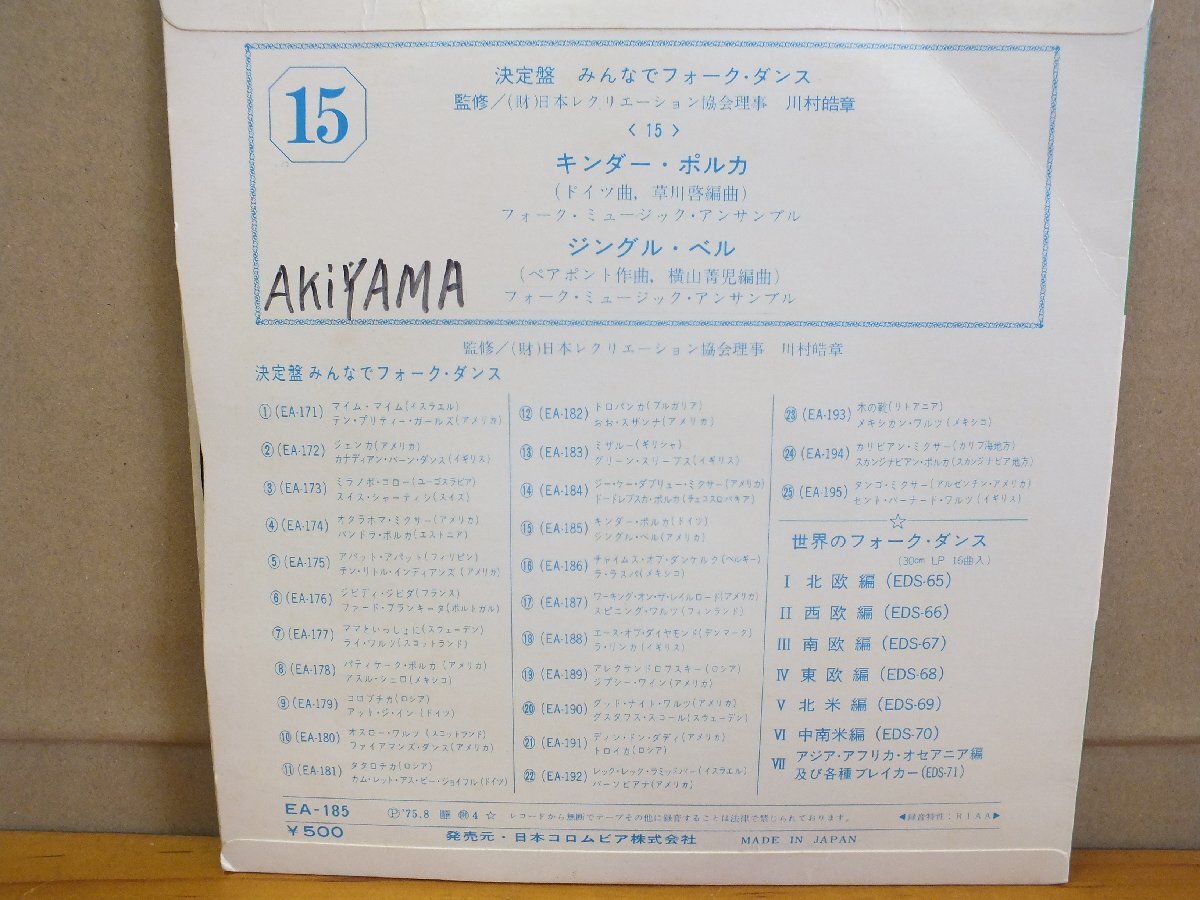 15
決定盤 みんなでフォーク・ダンス
監修/(財)日本レクリエーション協会理事 川村皓章
〈 15 〉
キンダー・ポルカ
(ドイツ曲, 草川啓編曲)
フォーク・ミュージック・アンサンブル
ジングル・ベル
(ペアポント作曲, 横山菁児編曲)
フォーク・ミュージック・アンサンブル
AKiYAMA
監修/(財)日本レクリエーション協会理事 川村皓章
決定盤 みんなでフォーク・ダンス
① (EA-171) マイム・マイム(イスラエル)
テン・プリティー・ガールズ(アメリカ)
② (EA-172) ジェンカ(アメリカ)
カナディアン・バーン・ダンス(イギリス)
③ (EA-173) ミラノボ・コロー(ユーゴスラビア)
スイス・シャーティシ(スイス)
④ (EA-174) オクラホマ・ミクサー(アメリカ)
パンドラ・ポルカ(エストニア)
⑤ (EA-175) アパット・アパット(フィリピン)
テン・リトル・インディアンズ(アメリカ)
⑥ (EA-176) ジビディ・ジビダ(フランス)
ファード・ブランキータ(ポルトガル)
⑦ (EA-177) ママといっしょに(スウェーデン)
ライ・ワルツ(スコットランド)
⑧ (EA-178) パティケーク・ポルカ(アメリカ)
アスル・シェロ(メキシコ)
⑨ (EA-179) コロブチカ(ロシア)
アット・ジ・イン(ドイツ)
⑩ (EA-180) オスロー・ワルツ(スコットランド)
ファイアマンズ・ダンス(アメリカ)
⑪ (EA-181) タタロチカ(ロシア)
カム・レット・アス・ビー・ジョイフル(ドイツ)
⑫ (EA-182) トロパンカ(ブルガリア)
おお・スザンナ(アメリカ)
⑬ (EA-183) ミザルー(ギリシャ)
グリーン・スリーブス(イギリス)
⑭ (EA-184) ジー・ケー・ダブリュー・ミクサー(アメリカ)
ドードレブスカ・ポルカ(チェコスロバキア)
⑮ (EA-185) キンダー・ポルカ(ドイツ)
ジングル・ベル(アメリカ)
⑯ (EA-186) チャイムス・オブ・ダンケルク(ベルギー)
ラ・ラスパ(メキシコ)
⑰ (EA-187) ワーキング・オン・ザ・レイルロード(アメリカ)
スピニング・ワルツ(フィンランド)
⑱ (EA-188) エース・オブ・ダイヤモンド(デンマーク)
ラ・リンカ(イギリス)
⑲ (EA-189) アレクサンドロフスキー(ロシア)
ジプシー・ワイン(アメリカ)
⑳ (EA-190) グッド・ナイト・ワルツ(アメリカ)
グスタフス・スコール(スウェーデン)
㉑ (EA-191) ディン・ドン・ダディ(アメリカ)
トロイカ(ロシア)
㉒ (EA-192) レック・レック・ラミッドバー(イスラエル)
バーソビアナ(アメリカ)
㉓ (EA-193) 木の靴(リトアニア)
メキシカン・ワルツ(メキシコ)
㉔ (EA-194) カリビアン・ミクサー(カリブ海地方)
スカンジナビアン・ポルカ(スカンジナビア地方)
㉕ (EA-195) タンゴ・ミクサー(アルゼンチン・アメリカ)
セント・バーナード・ワルツ(イギリス)
☆
世界のフォーク・ダンス
(30cm LP 16曲入)
I 北欧編 (EDS-65)
II 西欧編 (EDS-66)
III 南欧編 (EDS-67)
IV 東欧編 (EDS-68)
V 北米編 (EDS-69)
VI 中南米編 (EDS-70)
VII アジア・アフリカ・オセアニア編
及び各種ブレイカー(EDS-71)
EA-185
¥500
Ⓟ'75.8 4 ☆ レコードから無断でテープその他に録音することは法律で禁じられております。 ◀録音特性:RIAA▶
発売元・日本コロムビア株式会社 MADE IN JAPAN